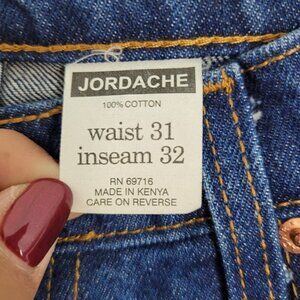 JORDACHE
100% COTTON
waist 31
inseam 32
RN 69716
MADE IN KENYA
CARE ON REVERSE